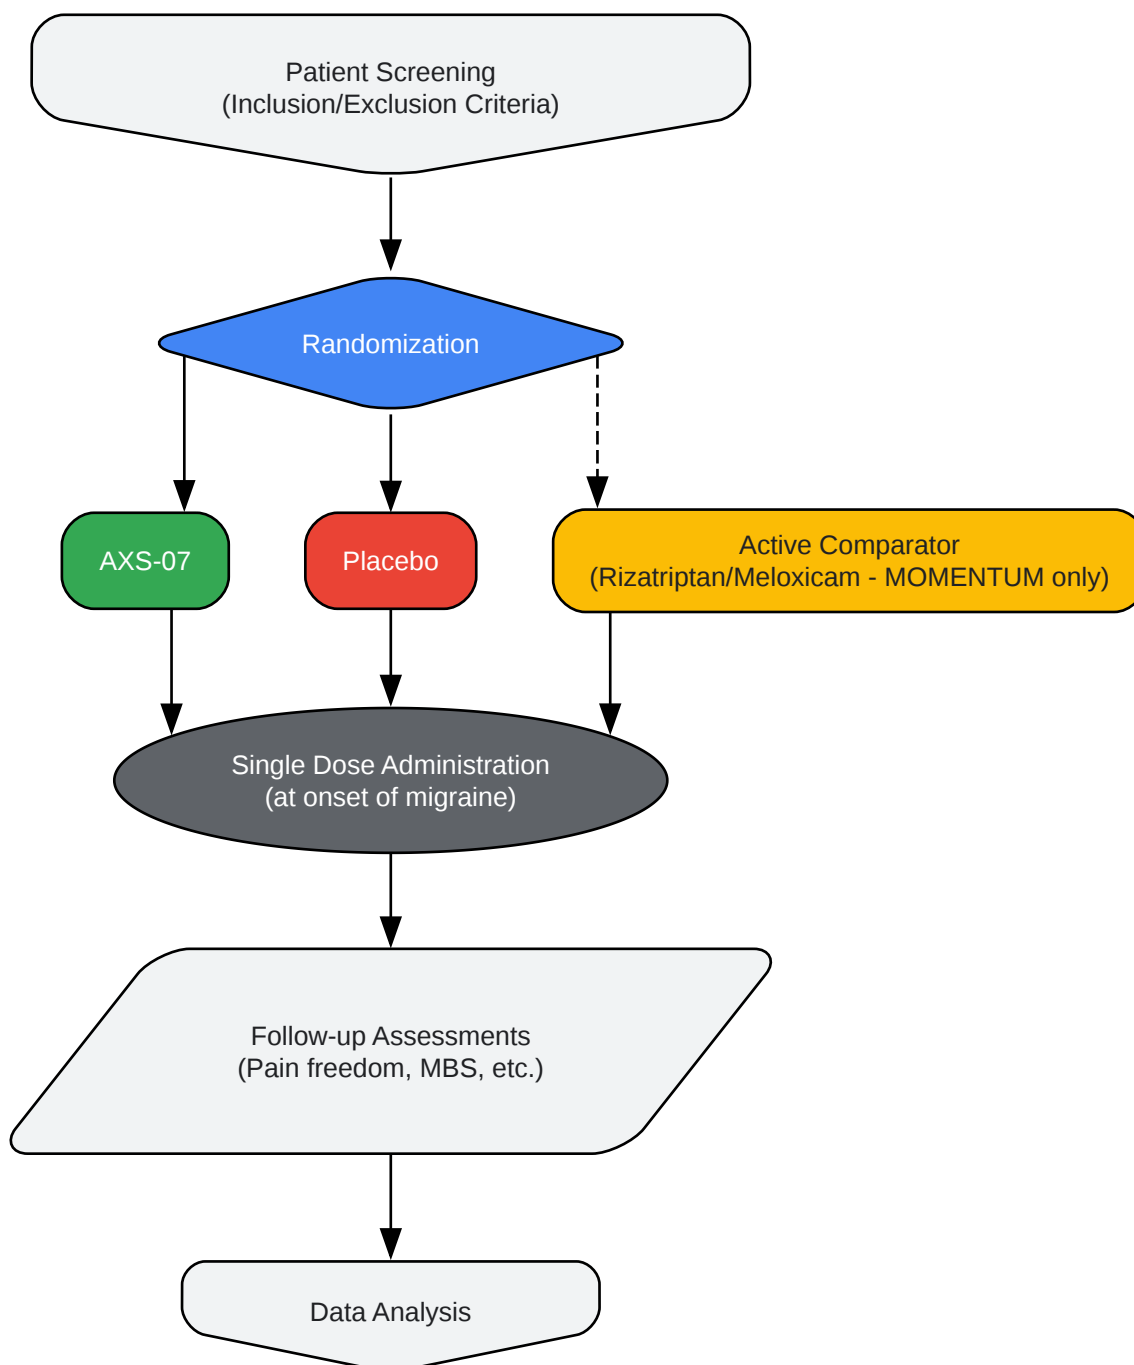 Patient Screening
(Inclusion/Exclusion Criteria)
Randomization
AXS-07
Placebo
Active Comparator
(Rizatriptan/Meloxicam - MOMENTUM only)
Single Dose Administration
(at onset of migraine)
Follow-up Assessments
(Pain freedom, MBS, etc.)
Data Analysis